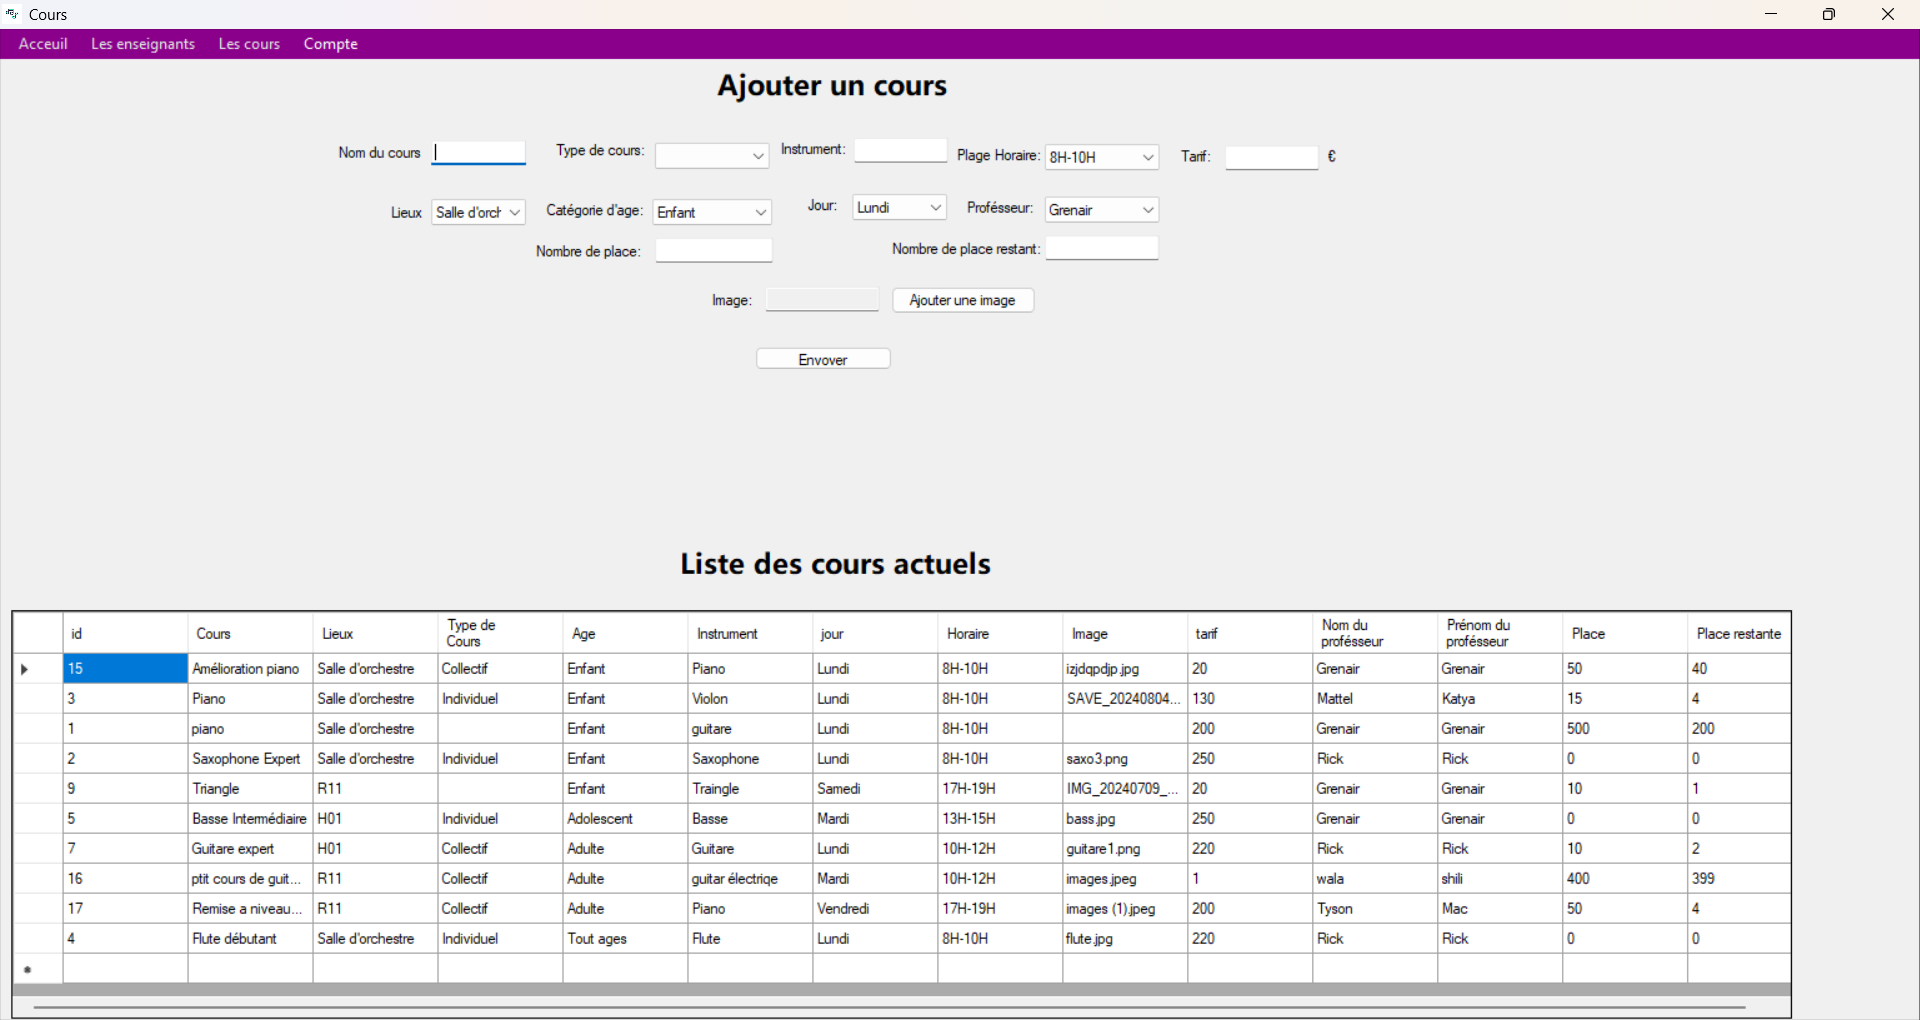 Cours
Acceuil Les enseignants Les cours Compte
Ajouter un cours
Nom du cours Type de cours: Instrument: Plage Horaire: 8H-10H Tarif: €
Lieux Salle d'orch Catégorie d'age: Enfant Jour: Lundi Profésseur: Grenair
Nombre de place: Nombre de place restant:
Image: Ajouter une image
Envoyer
Liste des cours actuels
id Cours Lieux Type de Cours Age Instrument jour Horaire Image tarif Nom du profésseur Prénom du profésseur Place Place restante
15 Amélioration piano Salle d'orchestre Collectif Enfant Piano Lundi 8H-10H izjdqpdjp.jpg 20 Grenair Grenair 50 40
3 Piano Salle d'orchestre Individuel Enfant Violon Lundi 8H-10H SAVE_20240804... 130 Mattel Katya 15 4
1 piano Salle d'orchestre Enfant guitare Lundi 8H-10H 200 Grenair Grenair 500 200
2 Saxophone Expert Salle d'orchestre Individuel Enfant Saxophone Lundi 8H-10H saxo3.png 250 Rick Rick 0 0
9 Triangle R11 Enfant Traingle Samedi 17H-19H IMG_20240709_... 20 Grenair Grenair 10 1
5 Basse Intermédiaire H01 Individuel Adolescent Basse Mardi 13H-15H bass.jpg 250 Grenair Grenair 0 0
7 Guitare expert H01 Collectif Adulte Guitare Lundi 10H-12H guitare1.png 220 Rick Rick 10 2
16 ptit cours de guit... R11 Collectif Adulte guitar électriqe Mardi 10H-12H images.jpeg 1 wala shili 400 399
17 Remise a niveau... R11 Collectif Adulte Piano Vendredi 17H-19H images (1).jpeg 200 Tyson Mac 50 4
4 Flute débutant Salle d'orchestre Individuel Tout ages Flute Lundi 8H-10H flute.jpg 220 Rick Rick 0 0